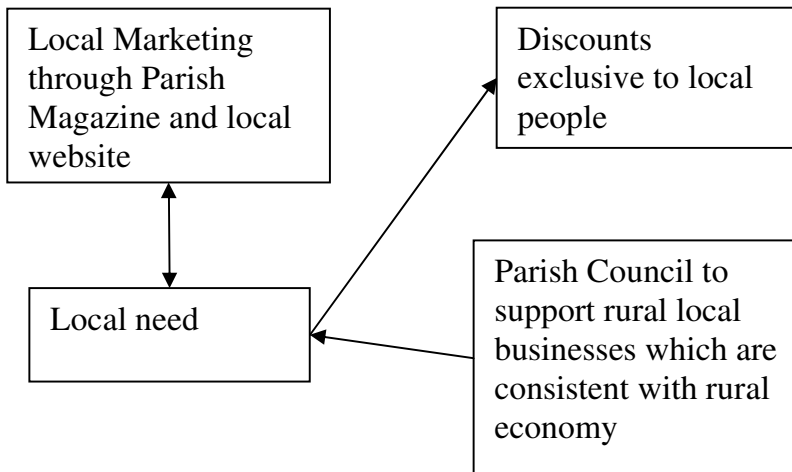 Local Marketing
through Parish
Magazine and local
website
Discounts
exclusive to local
people
Local need
Parish Council to
support rural local
businesses which are
consistent with rural
economy